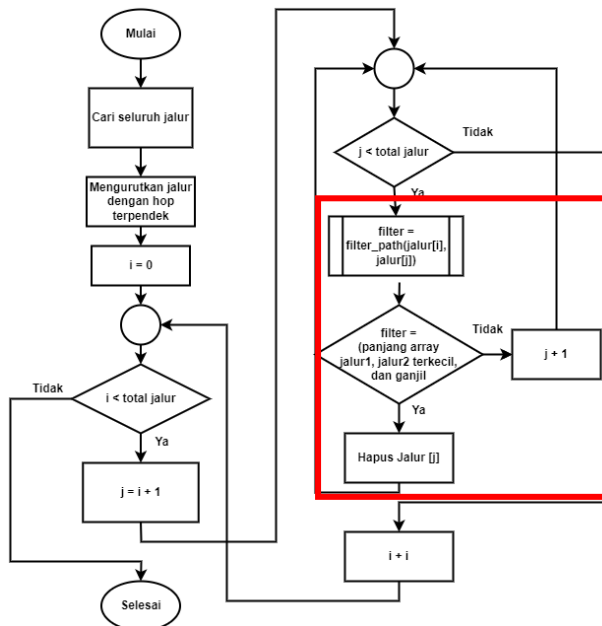 Mulai
Cari seluruh jalur
Mengurutkan jalur
dengan hop
terpendek
i = 0
Tidak
i < total jalur
Ya
j = i + 1
Selesai
Tidak
j < total jalur
Ya
filter =
filter_path(jalur[i],
jalur[j])
filter =
(panjang array
jalur1, jalur2 terkecil,
dan ganjil
Tidak
j + 1
Ya
Hapus Jalur [j]
i + i